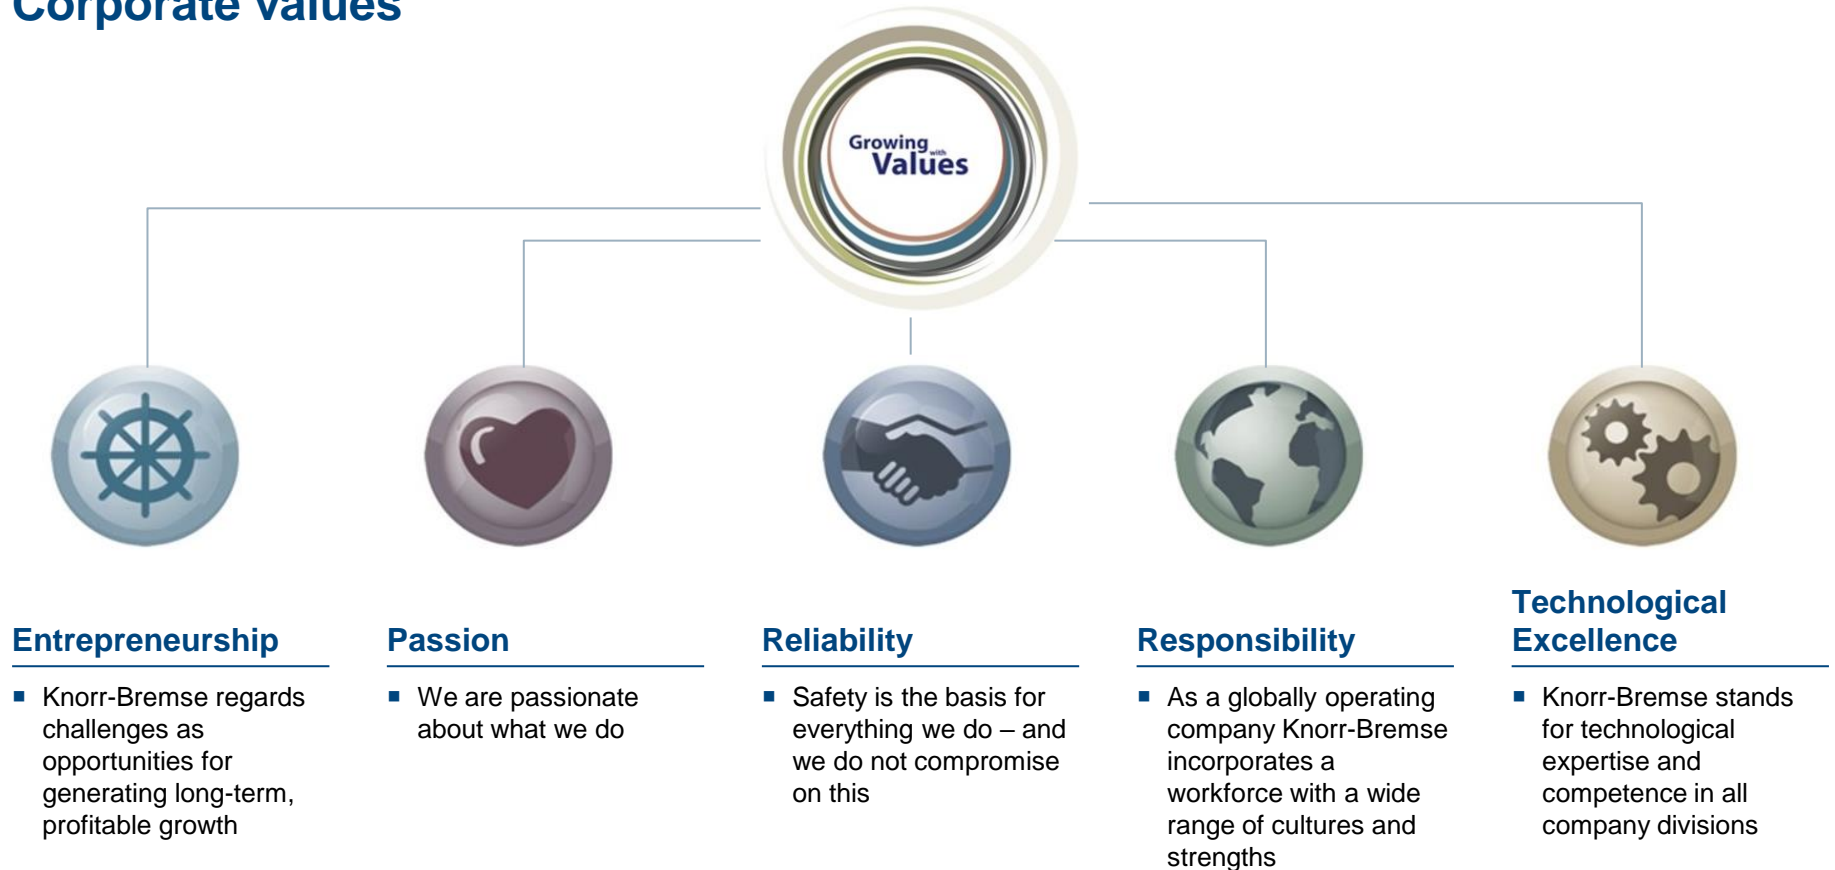 Corporate Values
Growing
with
Values
Entrepreneurship
■ Knorr-Bremse regards
challenges as
opportunities for
generating long-term,
profitable growth
Passion
■ We are passionate
about what we do
Reliability
■ Safety is the basis for
everything we do – and
we do not compromise
on this
Responsibility
■ As a globally operating
company Knorr-Bremse
incorporates a
workforce with a wide
range of cultures and
strengths
Technological
Excellence
■ Knorr-Bremse stands
for technological
expertise and
competence in all
company divisions